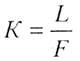 K = L / F